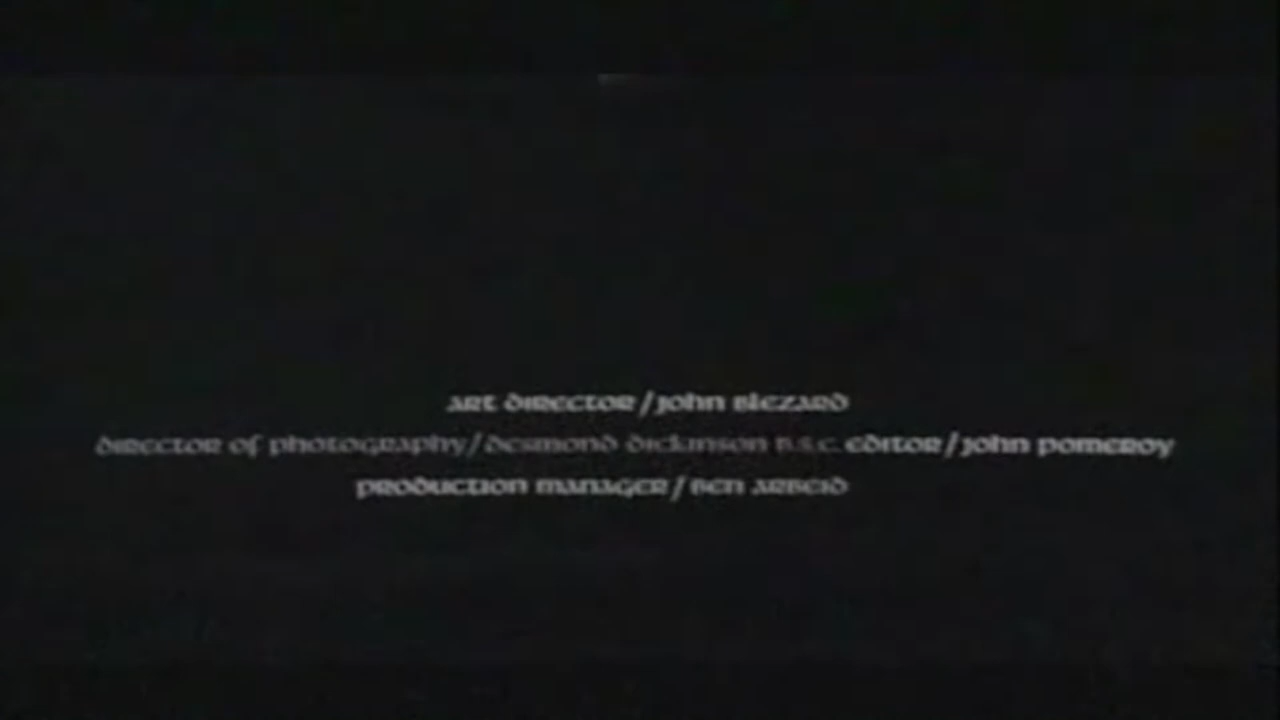 art director/john blezard
director of photography/desmond dickinson b.s.c. editor/john pomeroy
production manager/ben arbeid